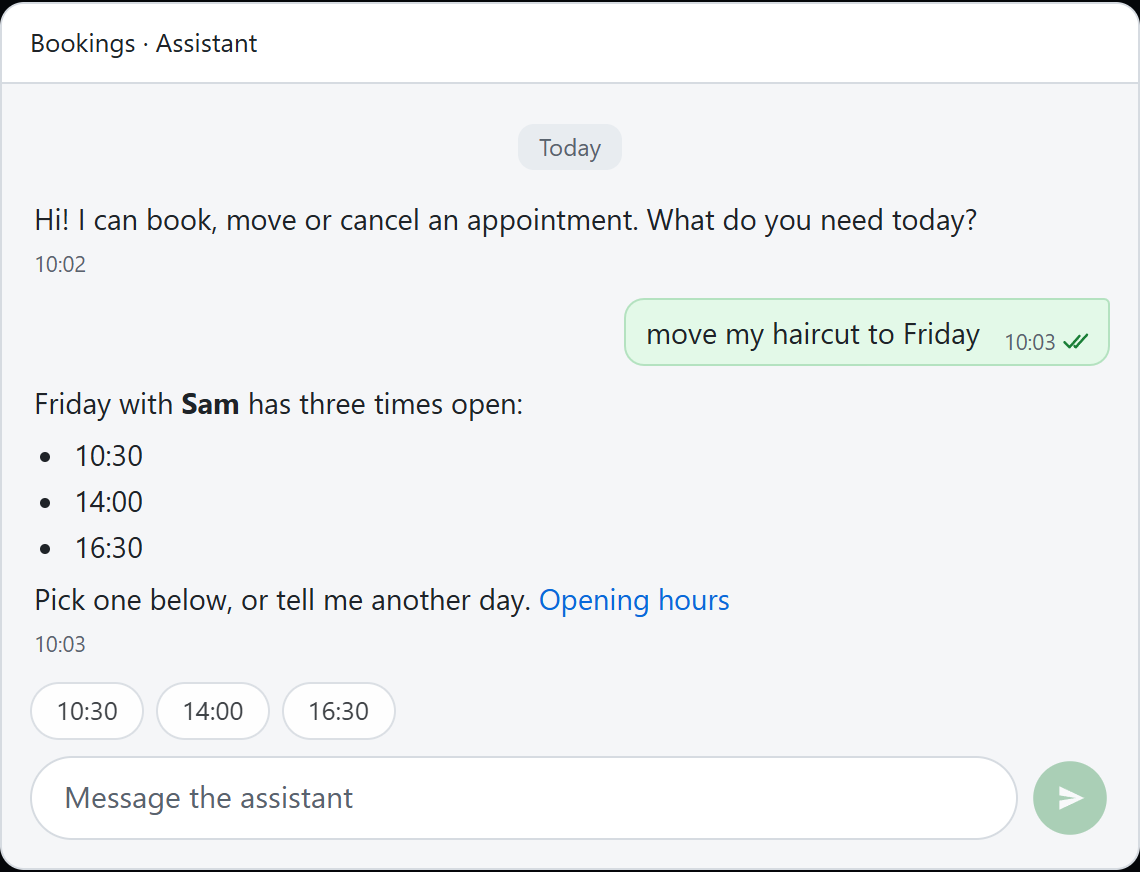 Bookings · Assistant
Today
Hi! I can book, move or cancel an appointment. What do you need today?
10:02
move my haircut to Friday 10:03
Friday with Sam has three times open:
• 10:30
• 14:00
• 16:30
Pick one below, or tell me another day. Opening hours
10:03
10:30 14:00 16:30
Message the assistant